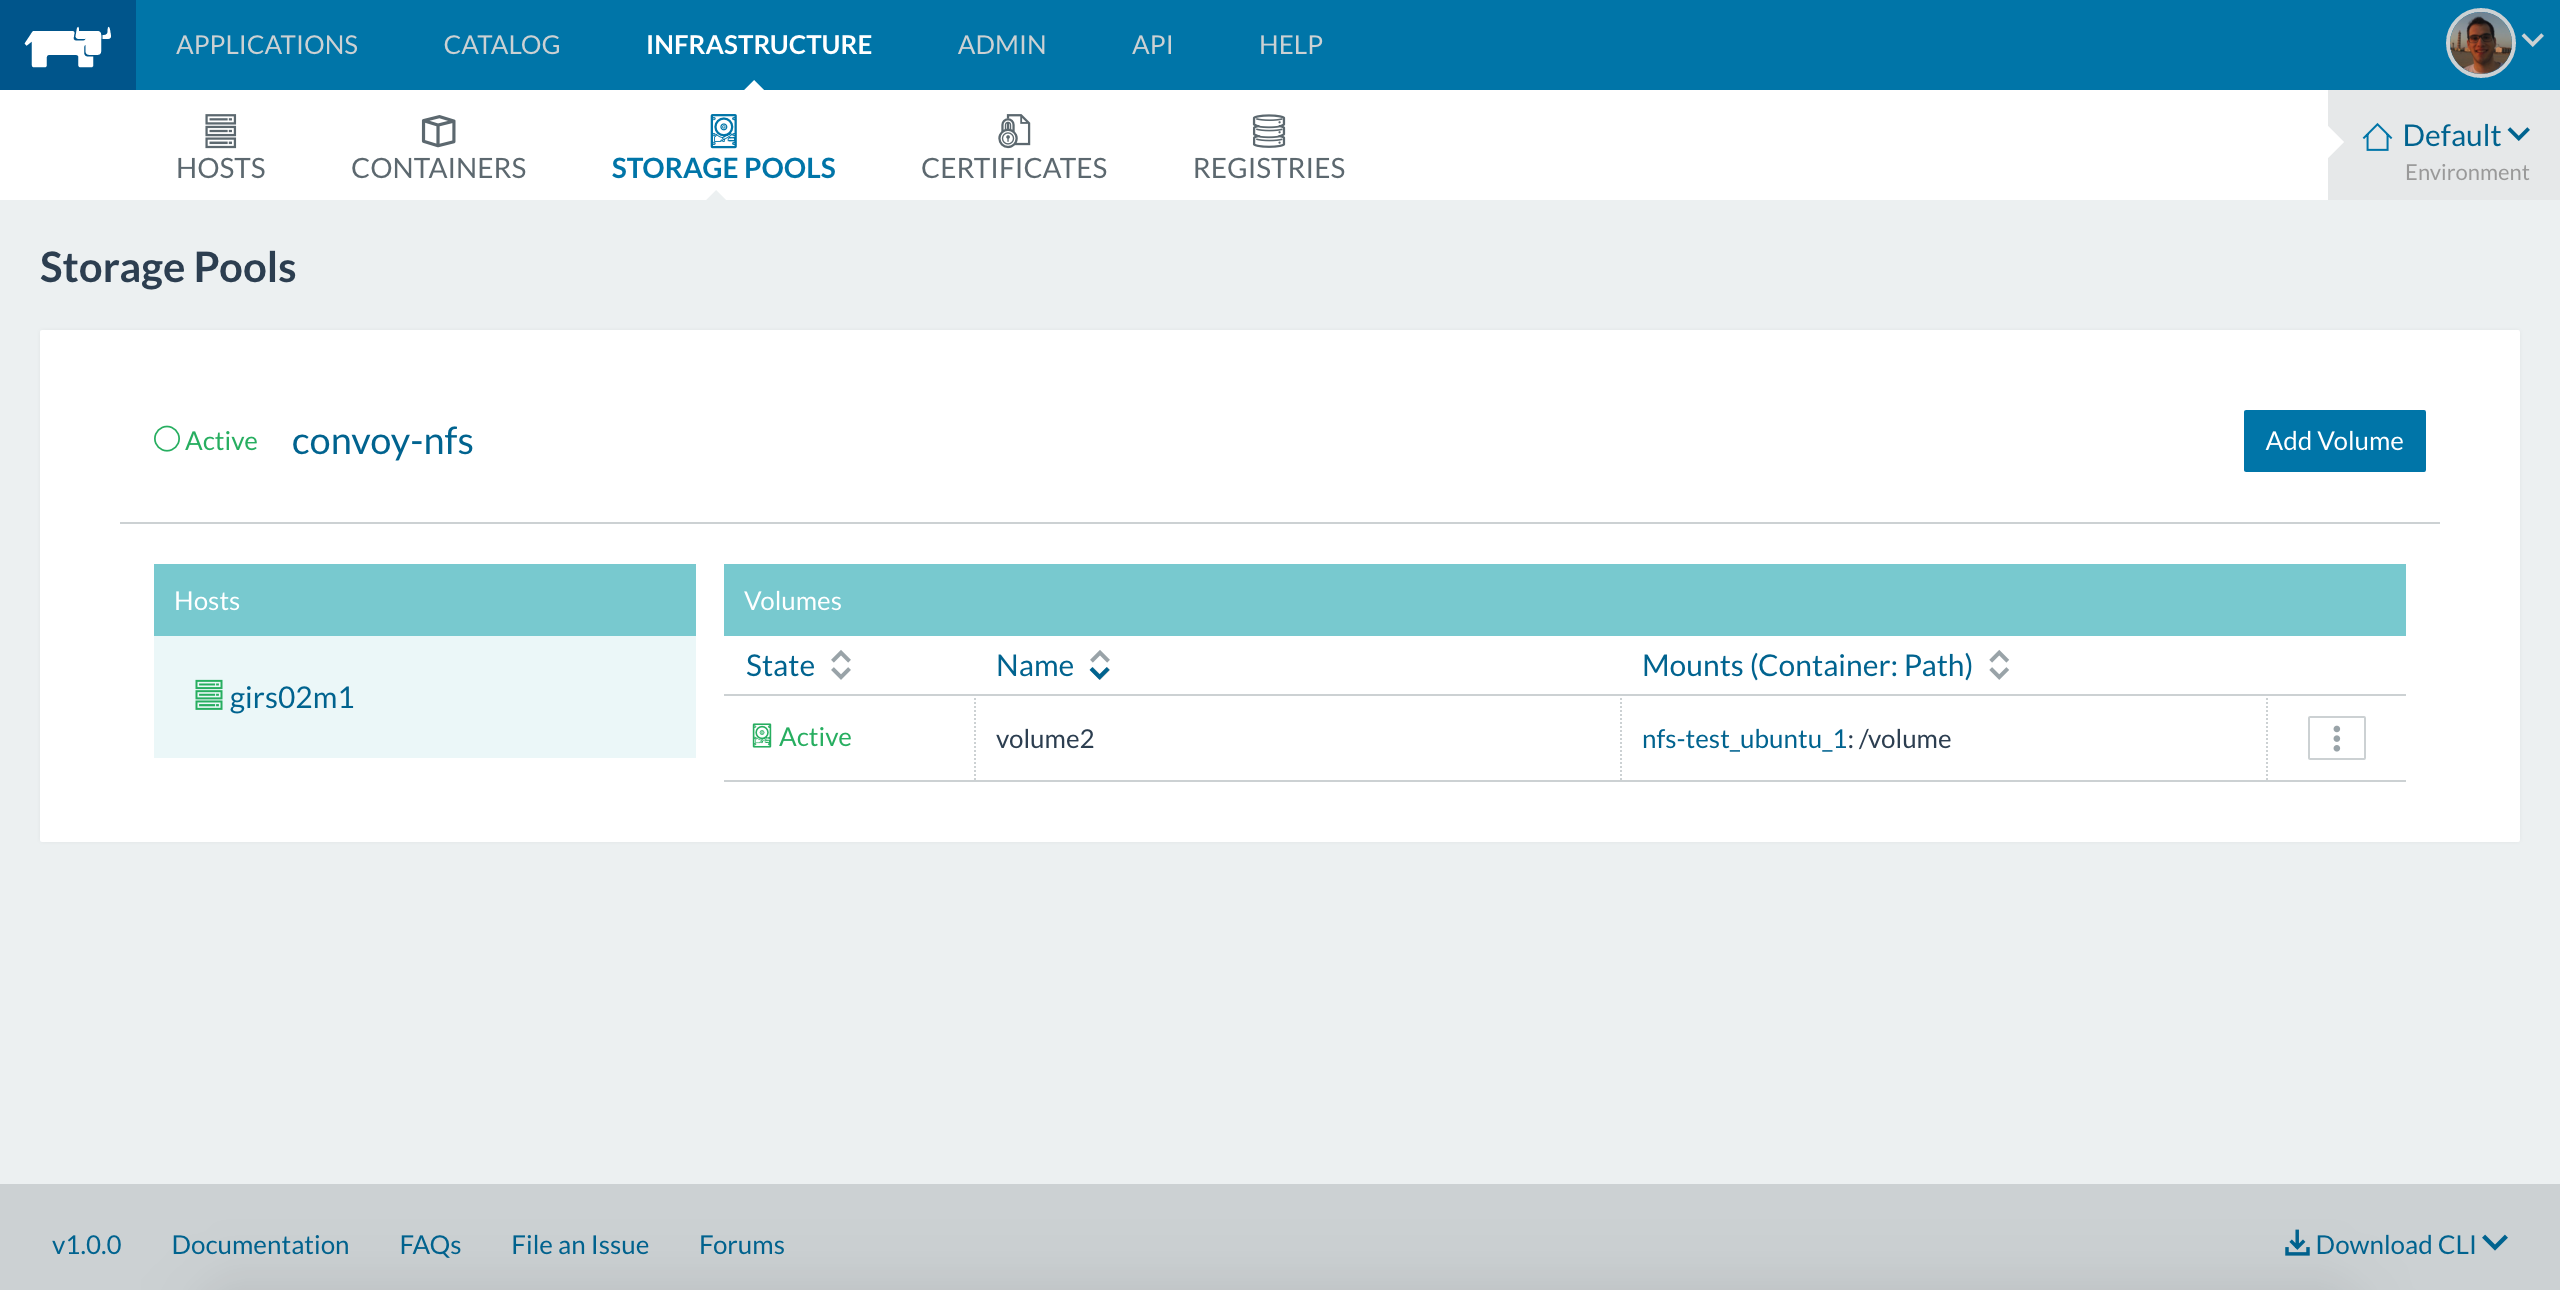 APPLICATIONS CATALOG INFRASTRUCTURE ADMIN API HELP
HOSTS CONTAINERS STORAGE POOLS CERTIFICATES REGISTRIES
Default
Environment
Storage Pools
Active convoy-nfs Add Volume
Hosts
girs02m1
Volumes
State Name Mounts (Container: Path)
Active volume2 nfs-test_ubuntu_1: /volume
v1.0.0 Documentation FAQs File an Issue Forums Download CLI